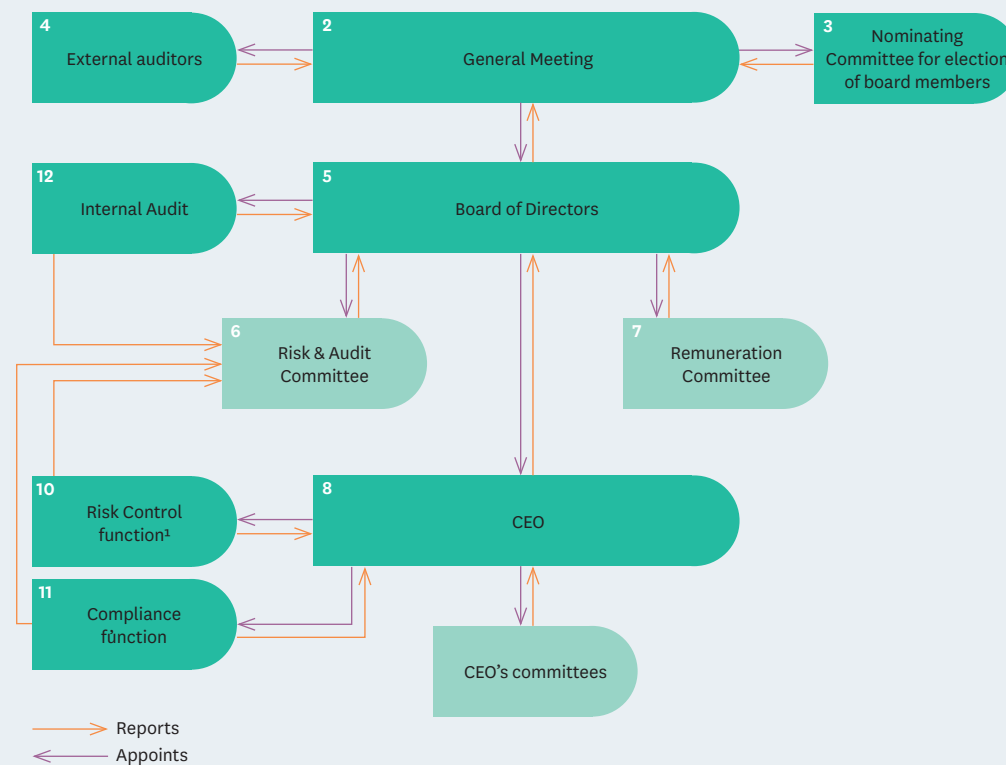 4
External auditors
2
General Meeting
3
Nominating
Committee for election
of board members
12
Internal Audit
5
Board of Directors
6
Risk & Audit
Committee
7
Remuneration
Committee
10
Risk Control
function¹
8
CEO
11
Compliance
function
CEO’s committees
Reports
Appoints